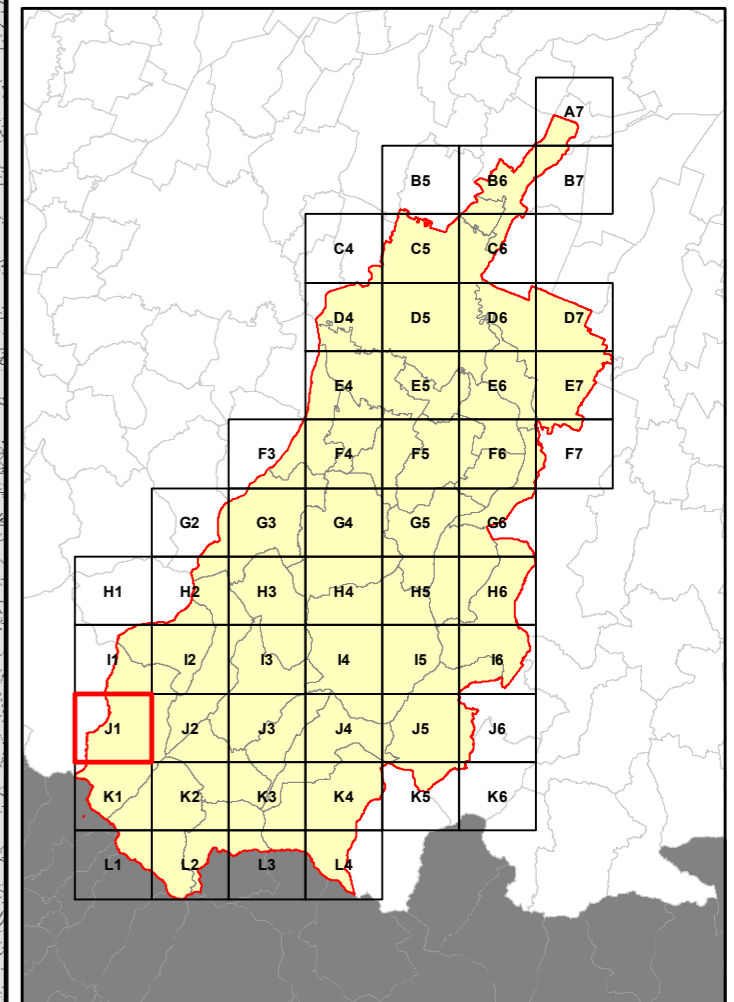 A7
B5 B6 B7
C4 C5 C6
D4 D5 D6 D7
E4 E5 E6 E7
F3 F4 F5 F6 F7
G2 G3 G4 G5 G6
H1 H2 H3 H4 H5 H6
I1 I2 I3 I4 I5 I6
J1 J2 J3 J4 J5 J6
K1 K2 K3 K4 K5 K6
L1 L2 L3 L4